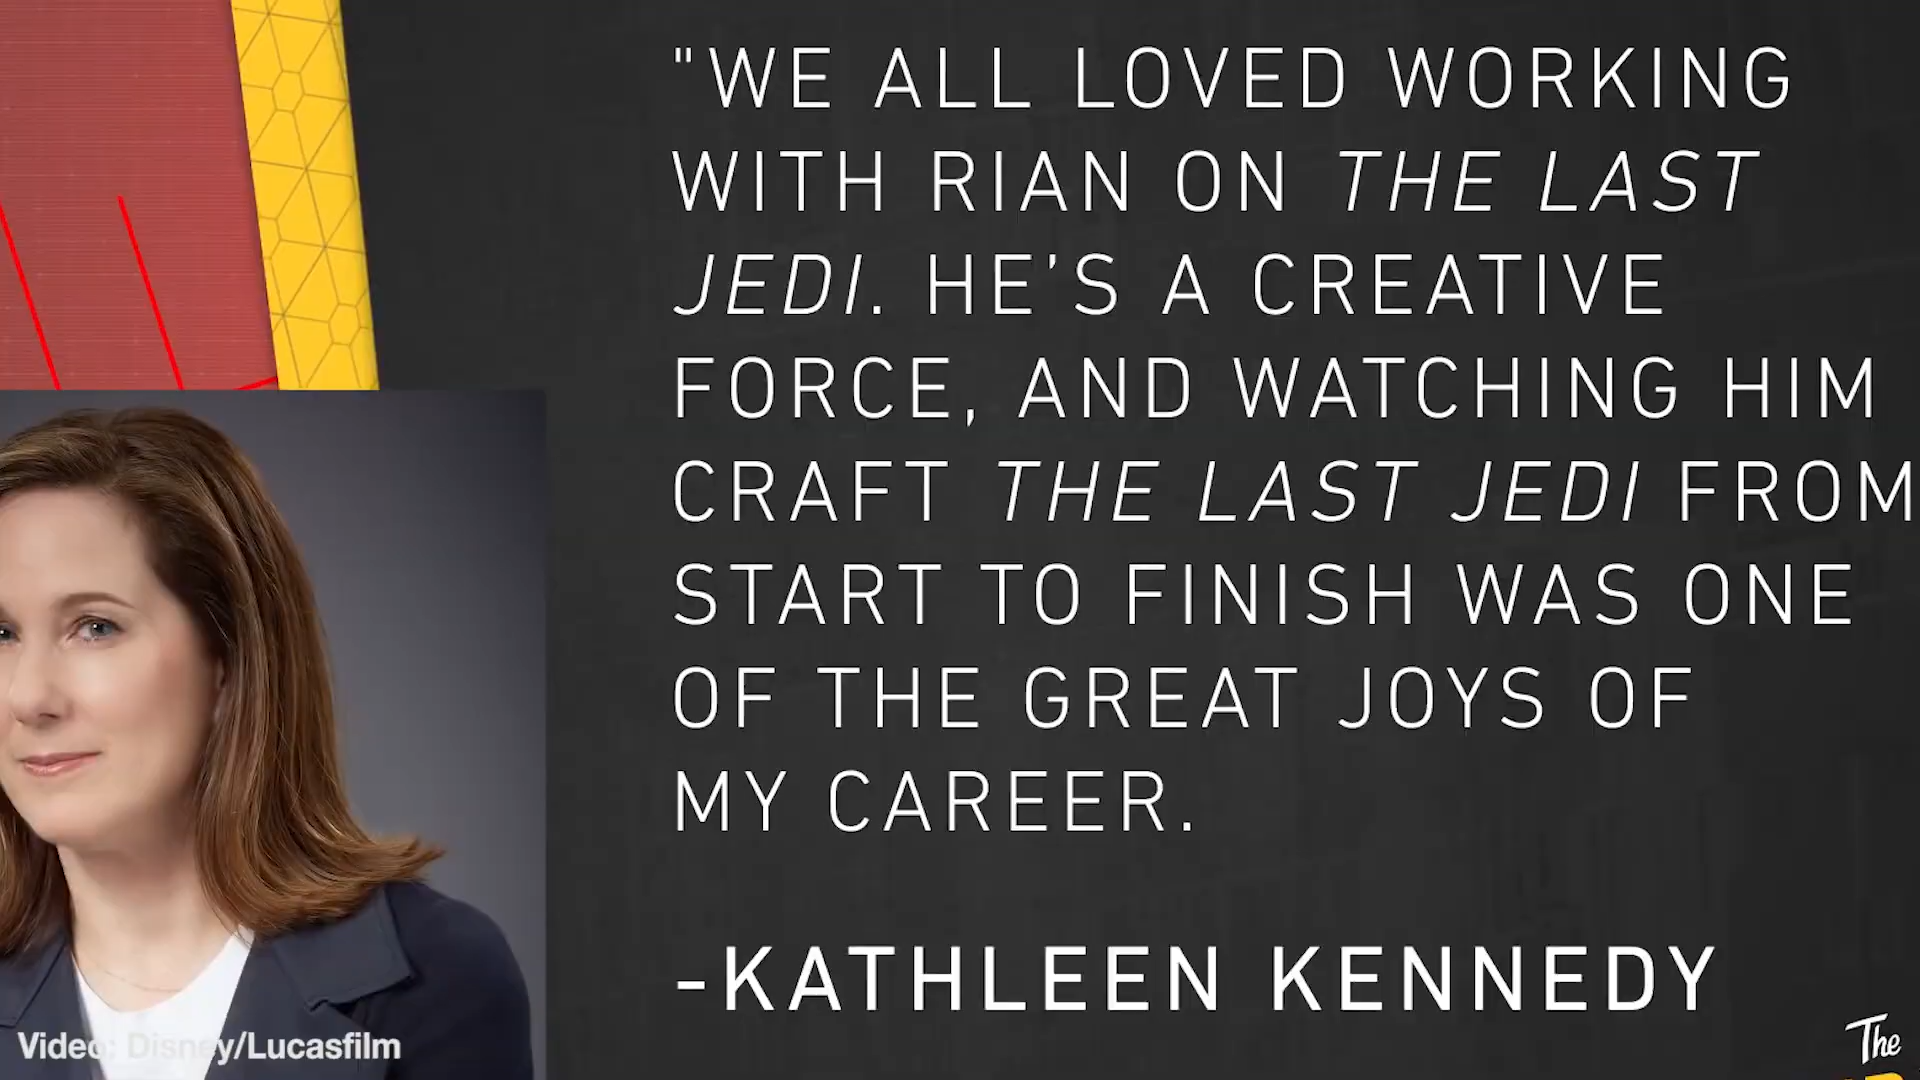 "WE ALL LOVED WORKING
WITH RIAN ON THE LAST
JEDI. HE’S A CREATIVE
FORCE, AND WATCHING HIM
CRAFT THE LAST JEDI FROM
START TO FINISH WAS ONE
OF THE GREAT JOYS OF
MY CAREER.
-KATHLEEN KENNEDY
Video: Disney/Lucasfilm
The